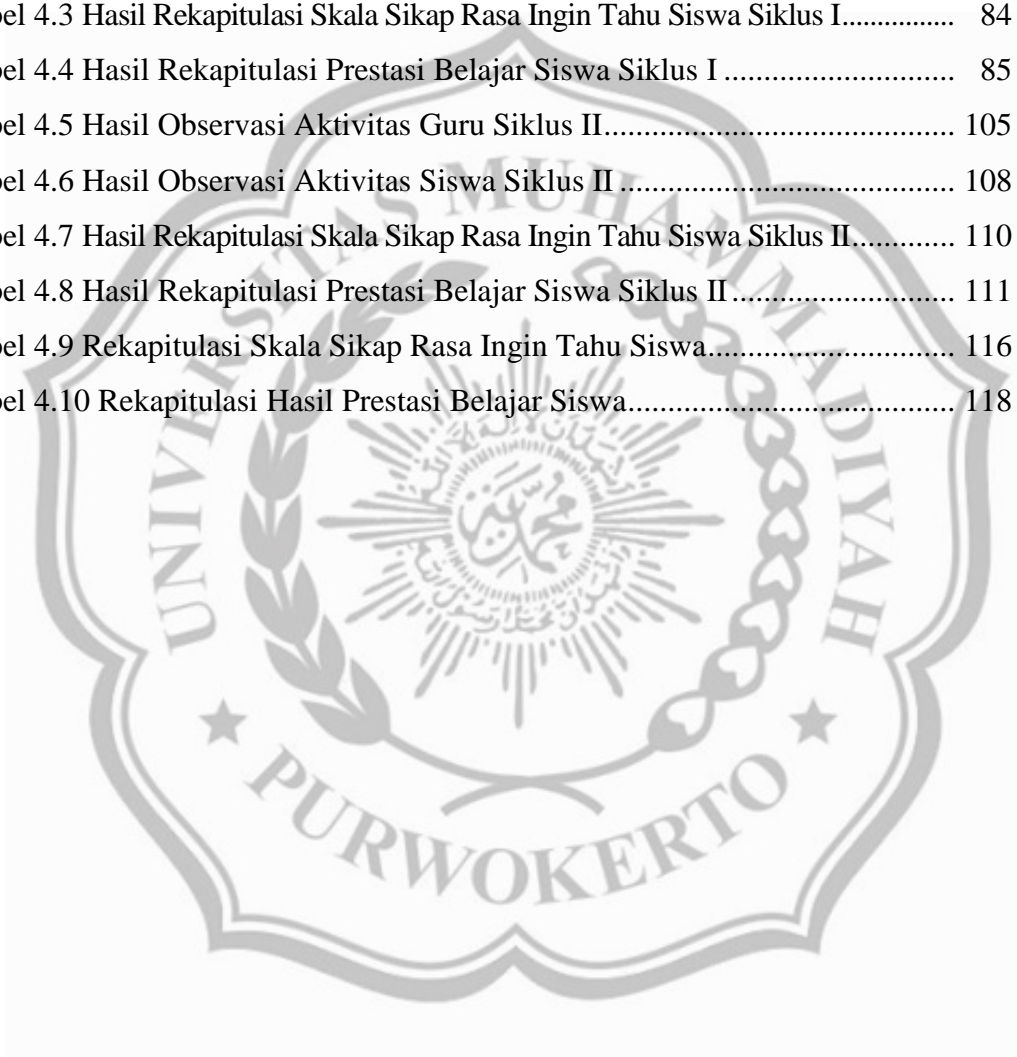 bel 4.3 Hasil Rekapitulasi Skala Sikap Rasa Ingin Tahu Siswa Siklus I............... 84
bel 4.4 Hasil Rekapitulasi Prestasi Belajar Siswa Siklus I ............................ 85
bel 4.5 Hasil Observasi Aktivitas Guru Siklus II.......................................... 105
bel 4.6 Hasil Observasi Aktivitas Siswa Siklus II ........................................ 108
bel 4.7 Hasil Rekapitulasi Skala Sikap Rasa Ingin Tahu Siswa Siklus II............. 110
bel 4.8 Hasil Rekapitulasi Prestasi Belajar Siswa Siklus II........................... 111
bel 4.9 Rekapitulasi Skala Sikap Rasa Ingin Tahu Siswa.............................. 116
bel 4.10 Rekapitulasi Hasil Prestasi Belajar Siswa....................................... 118
UNIVERSITAS MUHAMMADIYAH
PURWOKERTO